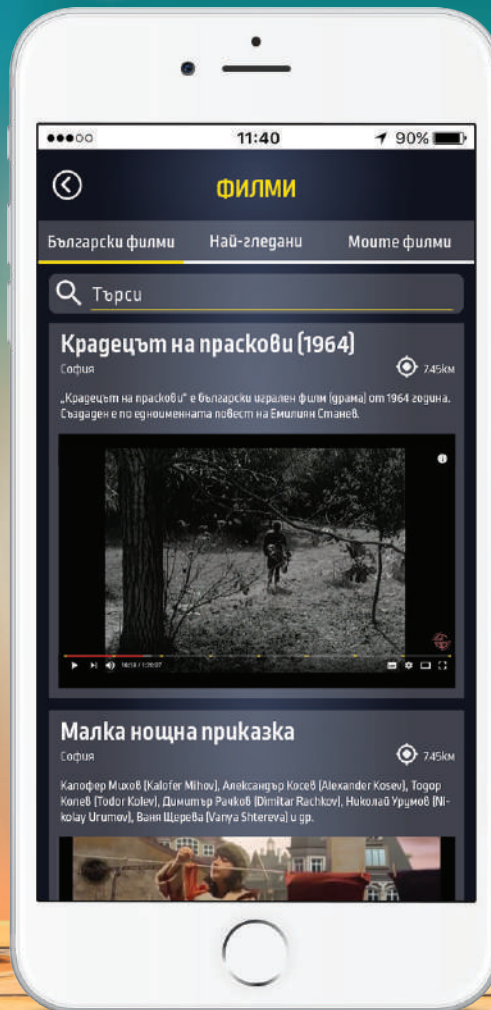 11:40
90%
ФИЛМИ
Български филми
Най-гледани
Моите филми
Търси
Крадецът на праскови (1964)
София
7.45км
„Крадецът на праскови“ е български игрален филм (драма) от 1964 година.
Създаден е по едноименната повест на Емилиян Станев.
Малка нощна приказка
София
7.45км
Калофер Михов (Kalofer Mihov), Александър Косев (Alexander Kosev), Тодор
Колев (Todor Kolev), Димитър Рачков (Dimitar Rachkov), Николай Урумов (Ni-
kolay Urumov), Ваня Щерева (Vanya Shtereva) и др.